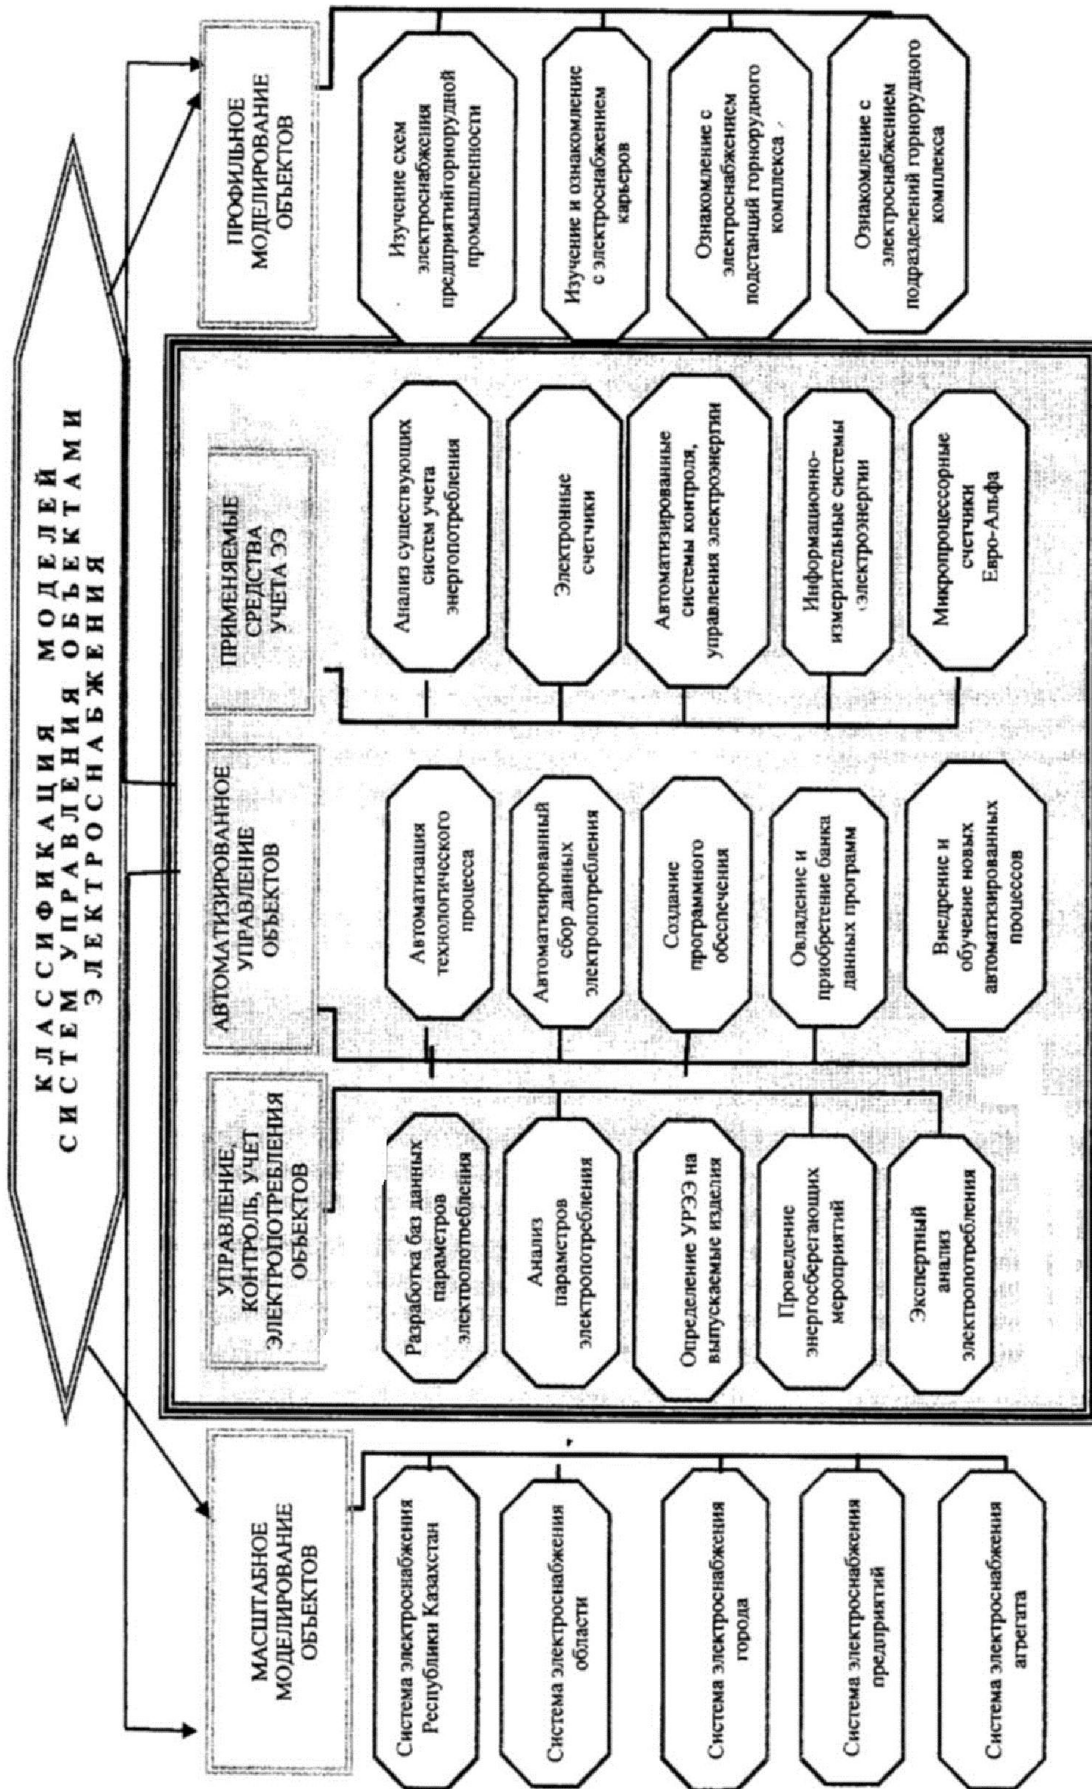 КЛАССИФИКАЦИЯ МОДЕЛЕЙ
СИСТЕМ УПРАВЛЕНИЯ ОБЪЕКТАМИ
ЭЛЕКТРОСНАБЖЕНИЯ
МАСШТАБНОЕ
МОДЕЛИРОВАНИЕ
ОБЪЕКТОВ
Система электроснабжения
Республики Казахстан
Система электроснабжения
области
Система электроснабжения
города
Система электроснабжения
предприятий
Система электроснабжения
агрегата
УПРАВЛЕНИЕ,
КОНТРОЛЬ, УЧЕТ
ЭЛЕКТРОПОТРЕБЛЕНИЯ
ОБЪЕКТОВ
Разработка баз данных
параметров
электропотребления
Анализ
параметров
электропотребления
Определение УРЭЭ на
выпускаемые изделия
Проведение
энергосберегающих
мероприятий
Экспертный
анализ
электропотребления
АВТОМАТИЗИРОВАННОЕ
УПРАВЛЕНИЕ
ОБЪЕКТОВ
Автоматизация
технологического
процесса
Автоматизированный
сбор данных
электропотребления
Создание
програмного
обеспечения
Овладение и
приобретение банка
данных программ
Внедрение и
обучение новых
автоматизированных
процессов
ПРИМЕНЯЕМЫЕ
СРЕДСТВА
УЧЕТА ЭЭ
Анализ существующих
систем учета
энергопотребления
Электронные
счетчики
Автоматизированные
системы контроля,
управления электроэнергии
Информационно-
измерительные системы
электроэнергии
Микропроцессорные
счетчики
Евро-Альфа
ПРОФИЛЬНОЕ
МОДЕЛИРОВАНИЕ
ОБЪЕКТОВ
Изучение схем
электроснабжения
предприятийгорнорудной
промышленности
Изучение и ознакомление
с электроснабжением
карьеров
Ознакомление с
электроснабжением
подстанций горнорудного
комплекса
Ознакомление с
электроснабжением
подразделений горнорудного
комплекса